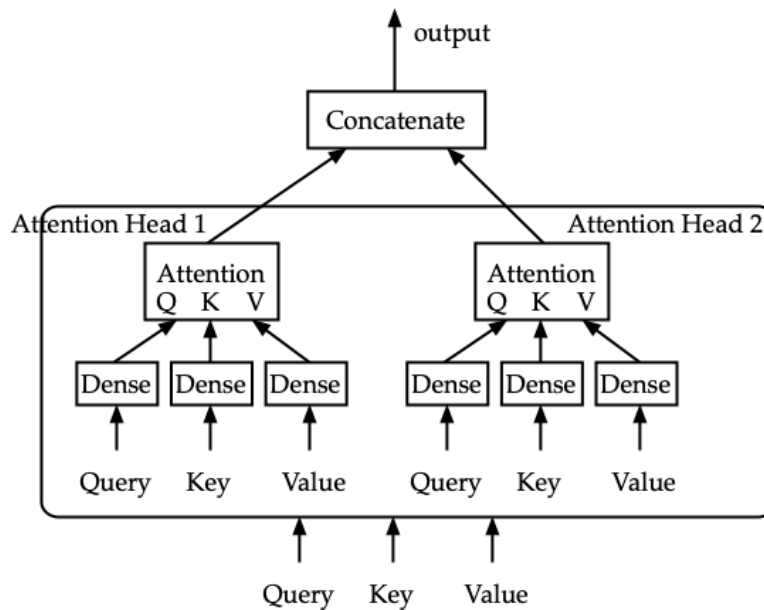 output
Concatenate
Attention Head 1 Attention Head 2
Attention Attention
Q K V Q K V
Dense Dense Dense Dense Dense Dense
Query Key Value Query Key Value
Query Key Value